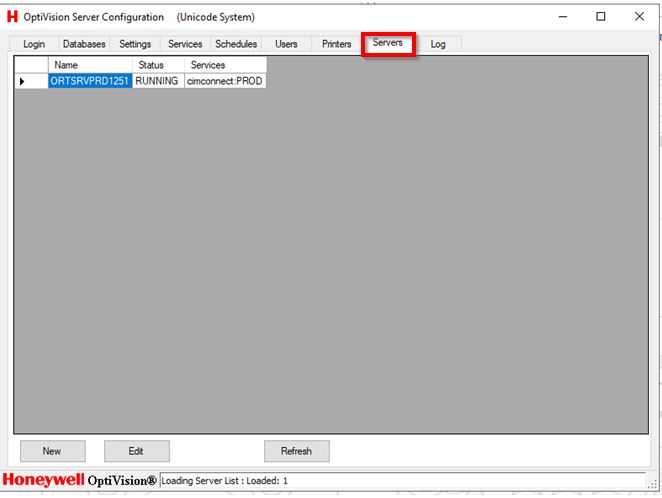 H OptiVision Server Configuration (Unicode System)
Login Databases Settings Services Schedules Users Printers Servers Log
Name Status Services
ORTSRVPRD1251 RUNNING cimconnect:PROD
New Edit Refresh
Honeywell OptiVision® Loading Server List : Loaded: 1